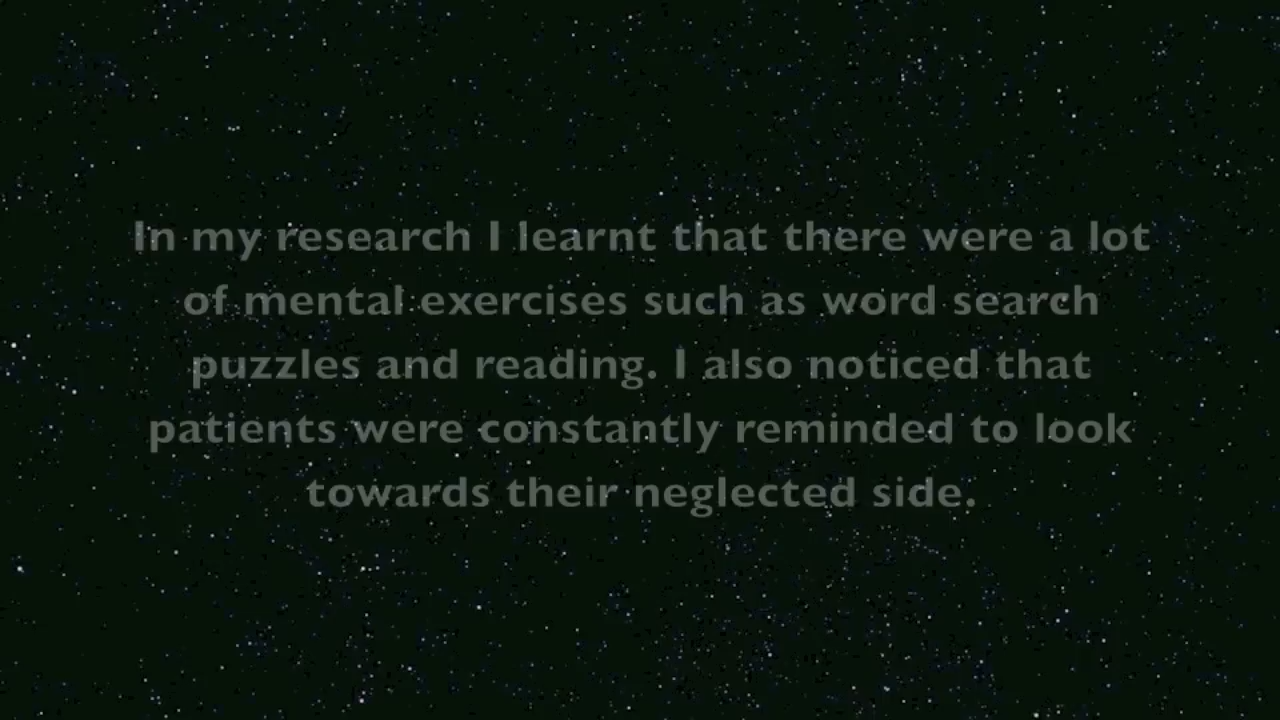 In my research I learnt that there were a lot
of mental exercises such as word search
puzzles and reading. I also noticed that
patients were constantly reminded to look
towards their neglected side.